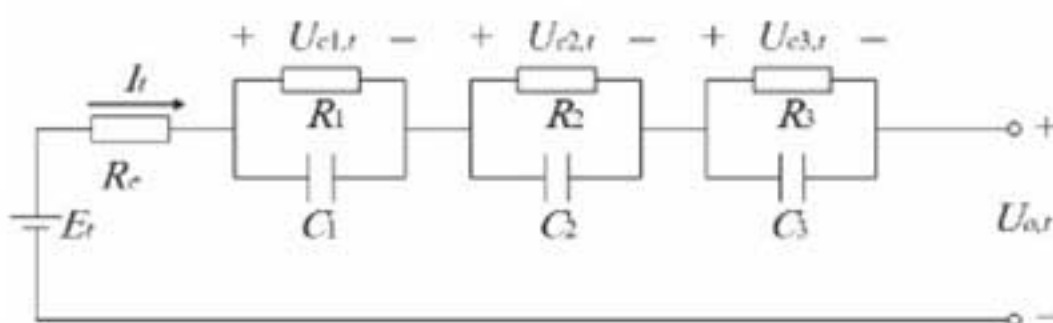 + Uc1,t − + Uc2,t − + Uc3,t −
It
R1 R2 R3
+
Re
Et C1 C2 C3 Uo,t
−